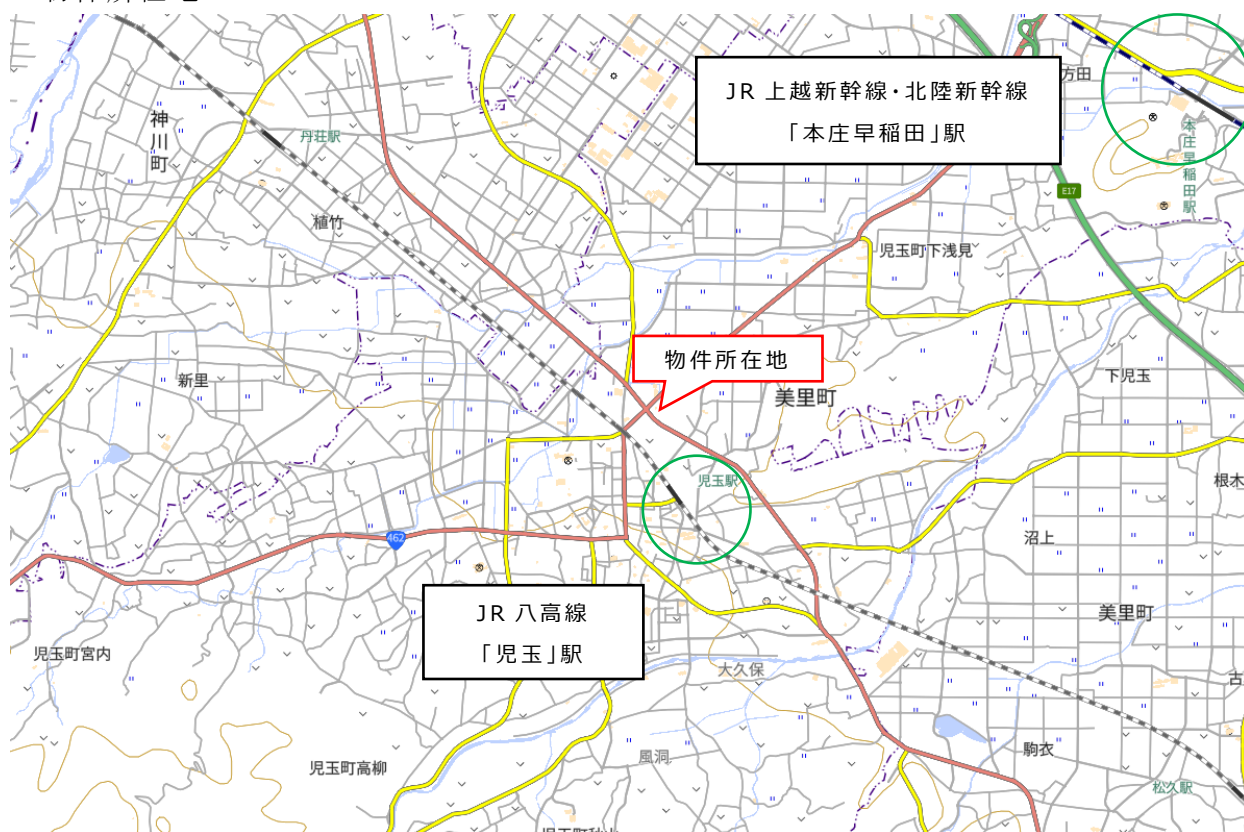 方田
JR 上越新幹線・北陸新幹線
「本庄早稲田」駅
神川町
丹荘駅
本庄早稲田駅
E17
植竹
児玉町下浅見
物件所在地
新里
美里町
下児玉
児玉駅
根木
462
沼上
JR 八高線
「児玉」駅
美里町
児玉町宮内
大久保
古
風洞
駒衣
児玉町高柳
松久駅